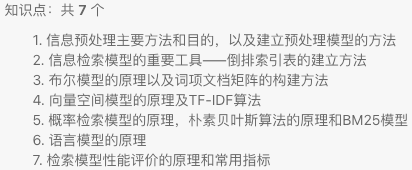 知识点：共 7 个
1. 信息预处理主要方法和目的，以及建立预处理模型的方法
2. 信息检索模型的重要工具——倒排索引表的建立方法
3. 布尔模型的原理以及词项文档矩阵的构建方法
4. 向量空间模型的原理及TF-IDF算法
5. 概率检索模型的原理，朴素贝叶斯算法的原理和BM25模型
6. 语言模型的原理
7. 检索模型性能评价的原理和常用指标